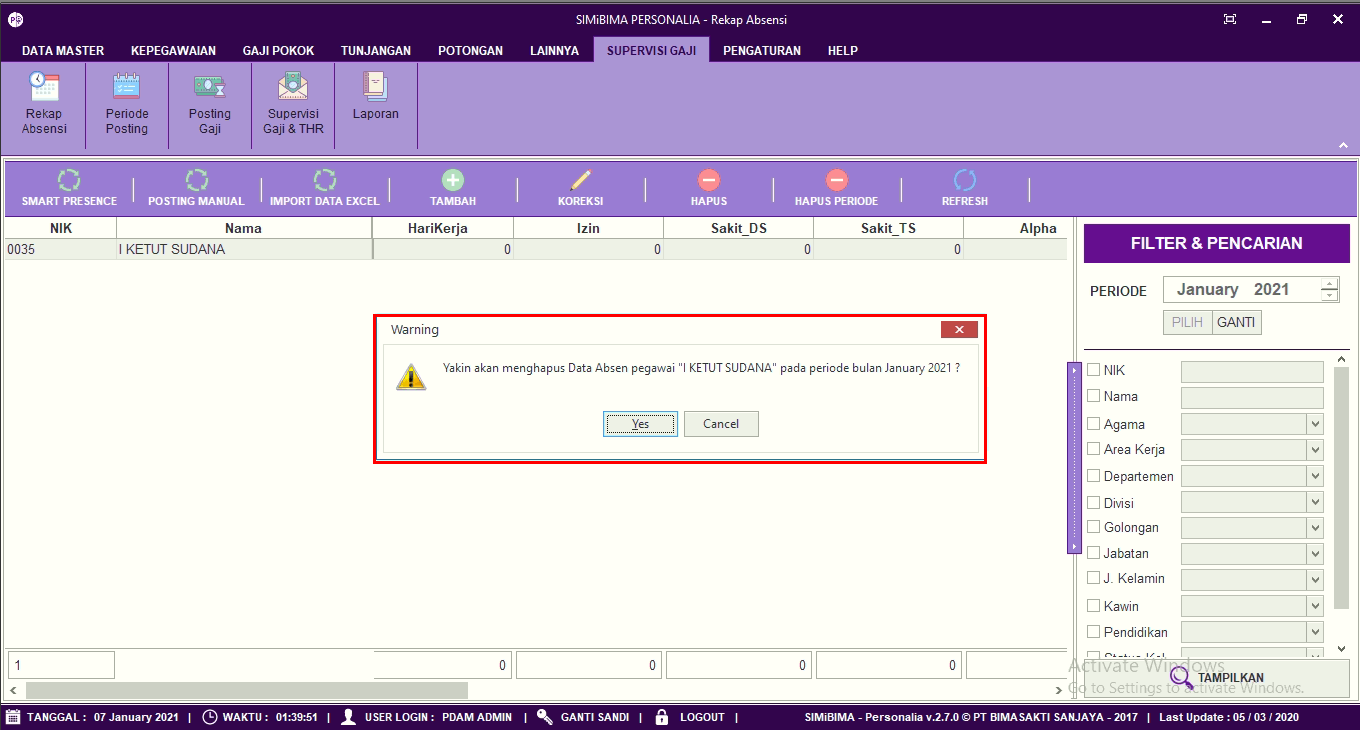 SIMiBIMA PERSONALIA - Rekap Absensi
DATA MASTER KEPEGAWAIAN GAJI POKOK TUNJANGAN POTONGAN LAINNYA SUPERVISI GAJI PENGATURAN HELP
Rekap Absensi
Periode Posting
Posting Gaji
Supervisi Gaji & THR
Laporan
SMART PRESENCE POSTING MANUAL IMPORT DATA EXCEL TAMBAH KOREKSI HAPUS HAPUS PERIODE REFRESH
NIK Nama HariKerja Izin Sakit_DS Sakit_TS Alpha
0035 I KETUT SUDANA 0 0 0 0
Warning
Yakin akan menghapus Data Absen pegawai "I KETUT SUDANA" pada periode bulan January 2021 ?
Yes Cancel
1 0 0 0 0
FILTER & PENCARIAN
PERIODE January 2021
PILIH GANTI
NIK
Nama
Agama
Area Kerja
Departemen
Divisi
Golongan
Jabatan
J. Kelamin
Kawin
Pendidikan
TAMPILKAN
Activate Windows
Go to Settings to activate Windows.
TANGGAL : 07 January 2021 | WAKTU : 01:39:51 | USER LOGIN : PDAM ADMIN | GANTI SANDI | LOGOUT | SIMiBIMA - Personalia v.2.7.0 © PT BIMASAKTI SANJAYA - 2017 | Last Update : 05 / 03 / 2020